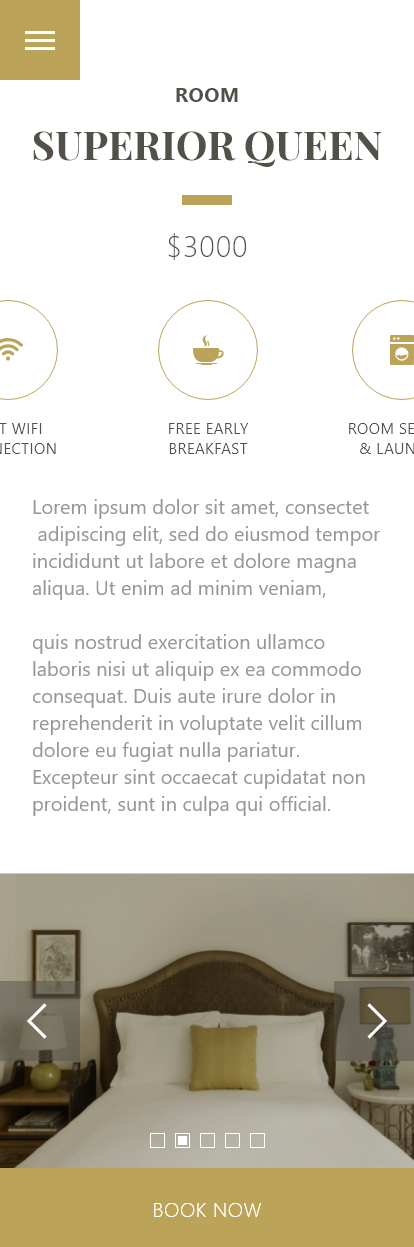 ROOM
SUPERIOR QUEEN
$3000
T WIFI
NECTION
FREE EARLY
BREAKFAST
ROOM SE
& LAUN
Lorem ipsum dolor sit amet, consectet
adipiscing elit, sed do eiusmod tempor
incididunt ut labore et dolore magna
aliqua. Ut enim ad minim veniam,
quis nostrud exercitation ullamco
laboris nisi ut aliquip ex ea commodo
consequat. Duis aute irure dolor in
reprehenderit in voluptate velit cillum
dolore eu fugiat nulla pariatur.
Excepteur sint occaecat cupidatat non
proident, sunt in culpa qui official.
BOOK NOW